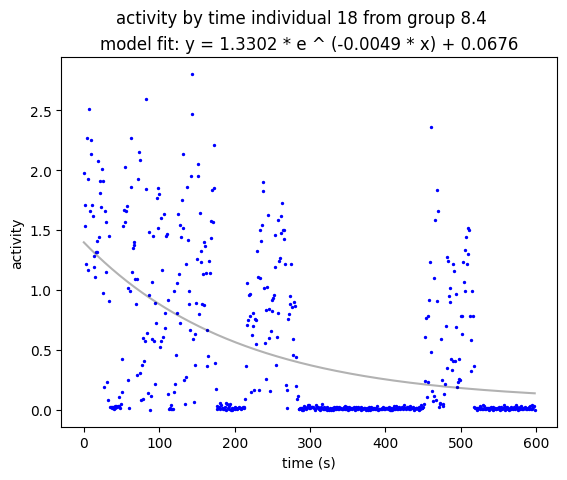 activity by time individual 18 from group 8.4
model fit: y = 1.3302 * e ^ (-0.0049 * x) + 0.0676
activity
2.5
2.0
1.5
1.0
0.5
0.0
0 100 200 300 400 500 600
time (s)